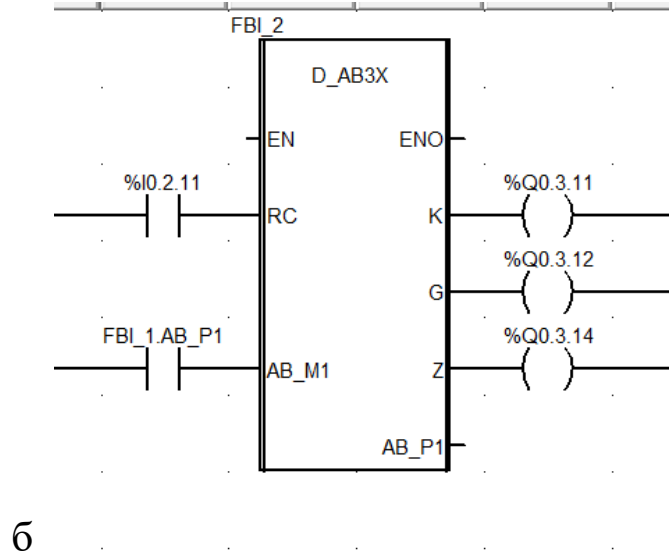 FBI_2
D_AB3X
EN ENO
%I0.2.11 %Q0.3.11
RC K
%Q0.3.12
G
FBI_1.AB_P1 %Q0.3.14
AB_M1 Z
AB_P1
б